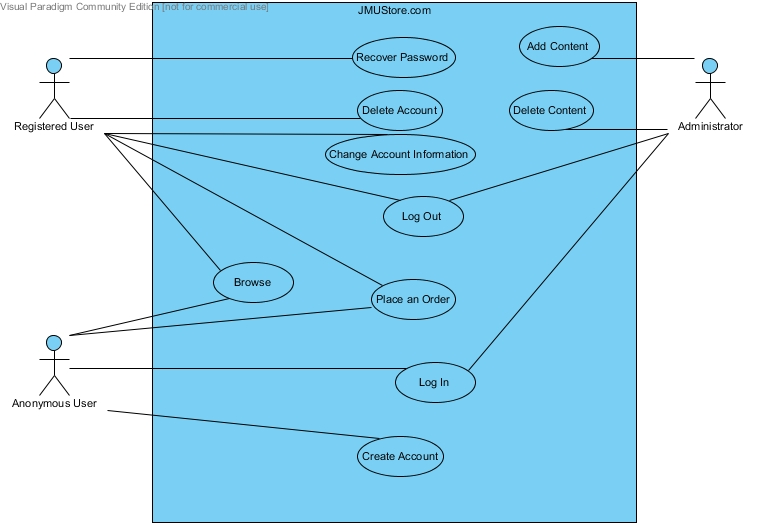 Visual Paradigm Community Edition [not for commercial use]
JMUStore.com
Add Content
Recover Password
Delete Account
Delete Content
Registered User
Administrator
Change Account Information
Log Out
Browse
Place an Order
Log In
Anonymous User
Create Account